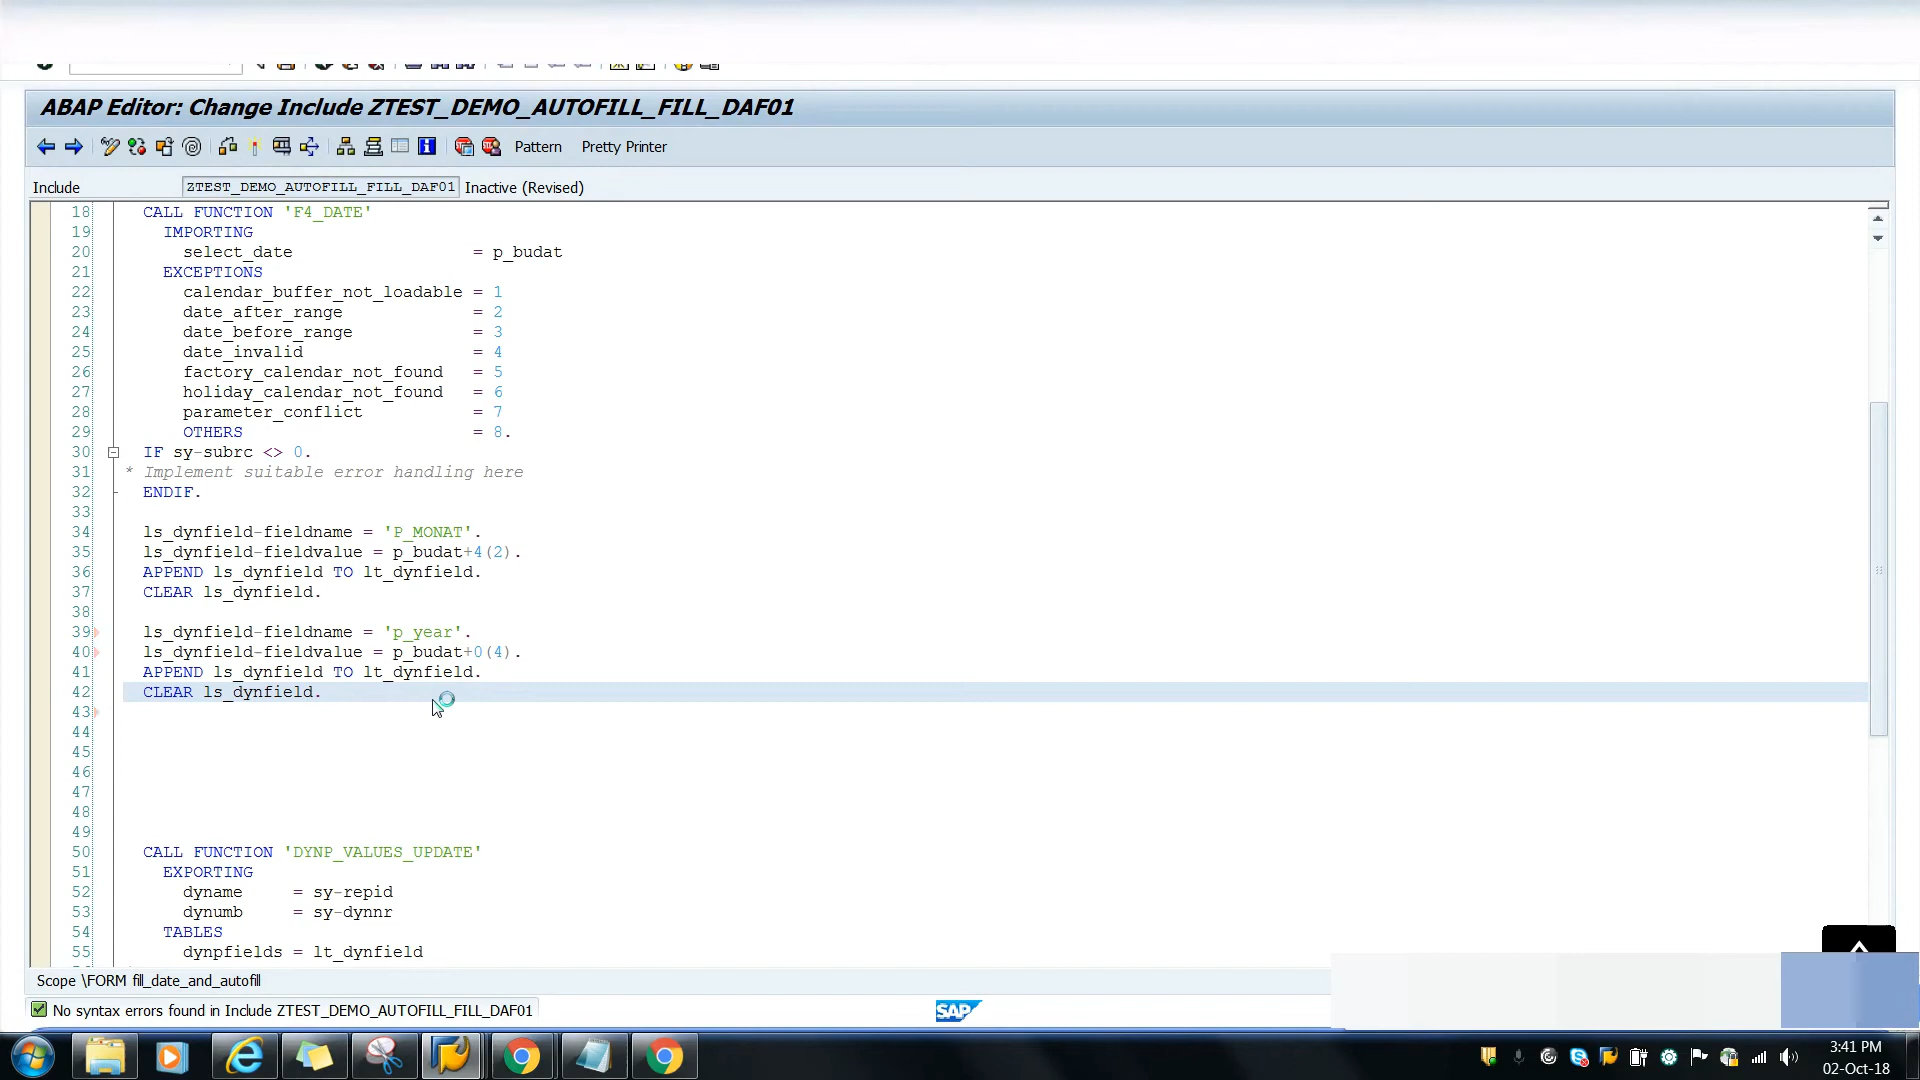 ABAP Editor: Change Include ZTEST_DEMO_AUTOFILL_FILL_DAF01
Pattern Pretty Printer
Include ZTEST_DEMO_AUTOFILL_FILL_DAF01 Inactive (Revised)
18 CALL FUNCTION 'F4_DATE'
19 IMPORTING
20 select_date = p_budat
21 EXCEPTIONS
22 calendar_buffer_not_loadable = 1
23 date_after_range = 2
24 date_before_range = 3
25 date_invalid = 4
26 factory_calendar_not_found = 5
27 holiday_calendar_not_found = 6
28 parameter_conflict = 7
29 OTHERS = 8.
30 IF sy-subrc <> 0.
31 * Implement suitable error handling here
32 ENDIF.
33
34 ls_dynfield-fieldname = 'P_MONAT'.
35 ls_dynfield-fieldvalue = p_budat+4(2).
36 APPEND ls_dynfield TO lt_dynfield.
37 CLEAR ls_dynfield.
38
39 ls_dynfield-fieldname = 'p_year'.
40 ls_dynfield-fieldvalue = p_budat+0(4).
41 APPEND ls_dynfield TO lt_dynfield.
42 CLEAR ls_dynfield.
43
44
45
46
47
48
49
50 CALL FUNCTION 'DYNP_VALUES_UPDATE'
51 EXPORTING
52 dyname = sy-repid
53 dynumb = sy-dynnr
54 TABLES
55 dynpfields = lt_dynfield
Scope \FORM fill_date_and_autofill
No syntax errors found in Include ZTEST_DEMO_AUTOFILL_FILL_DAF01
SAP
3:41 PM
02-Oct-18